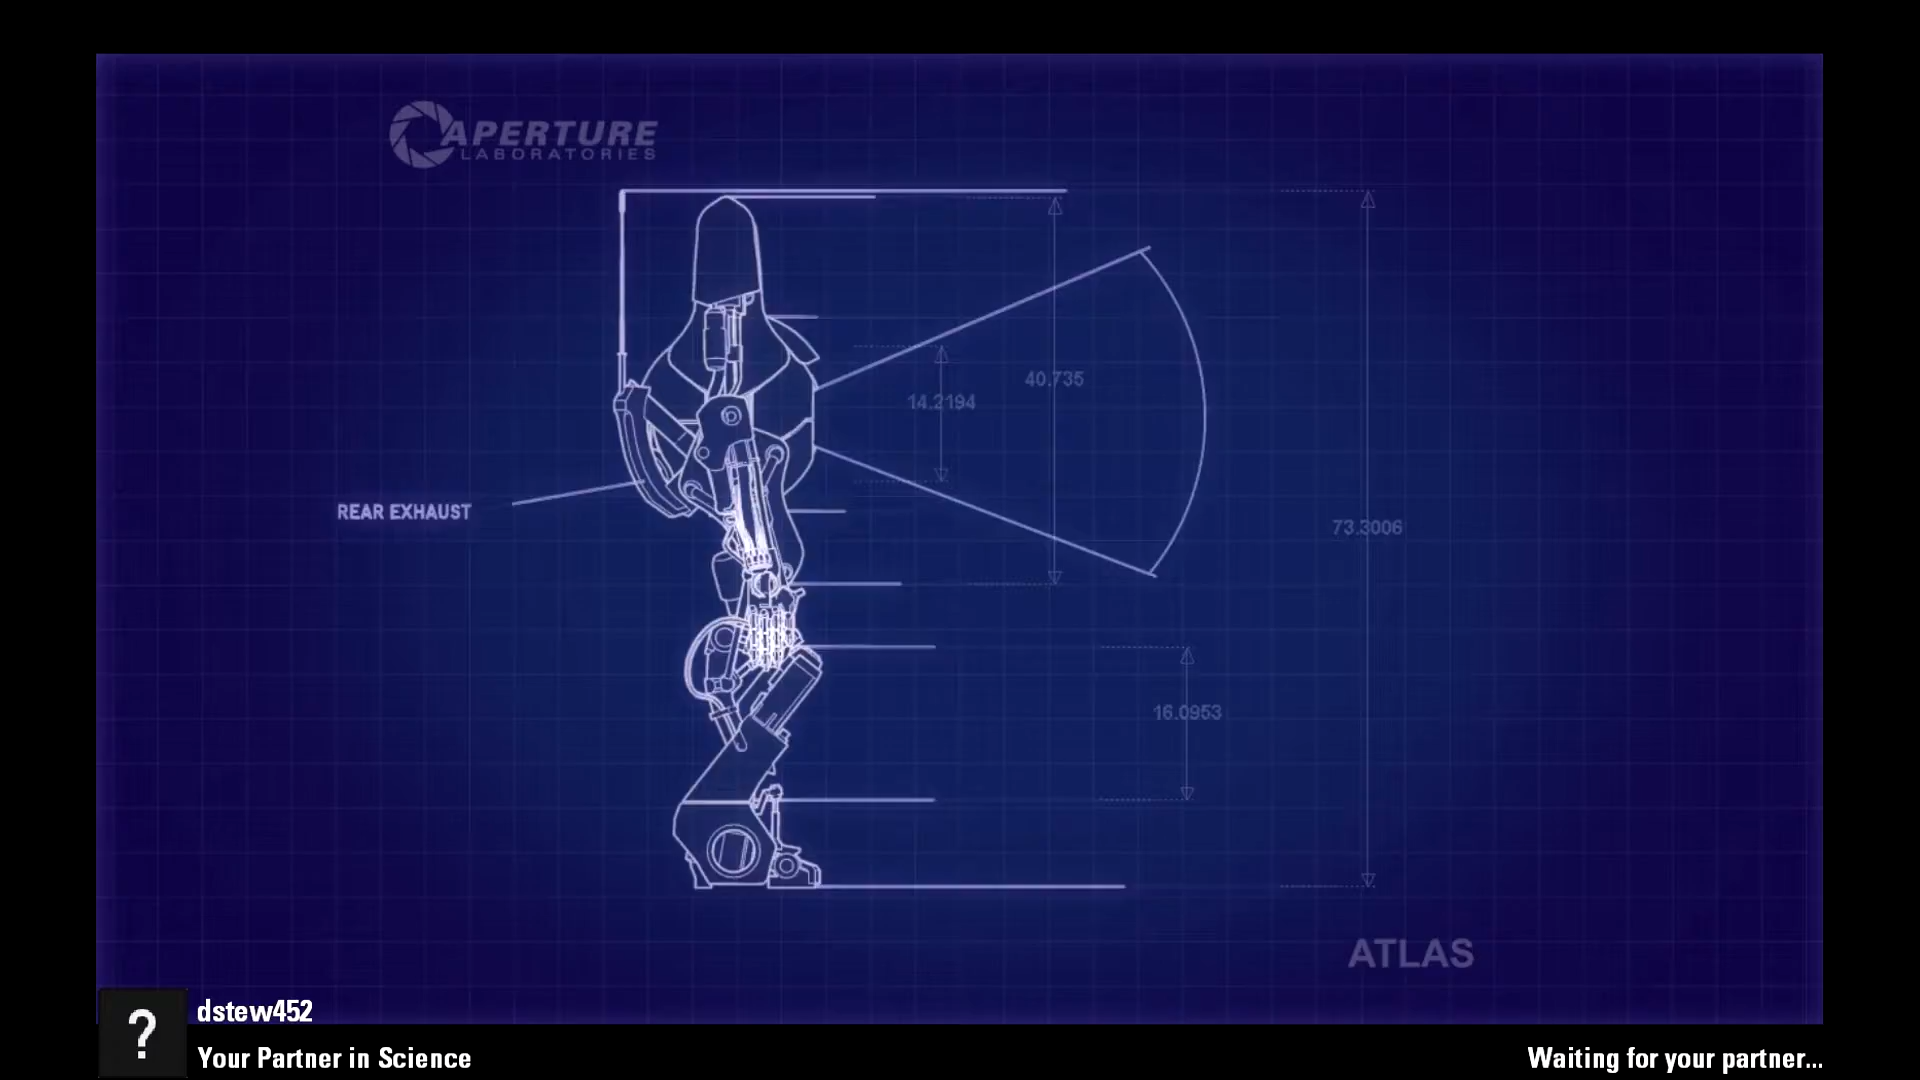 APERTURE
LABORATORIES
40.735
14.2194
REAR EXHAUST
73.3006
16.0953
ATLAS
?
dstew452
Your Partner in Science
Waiting for your partner...